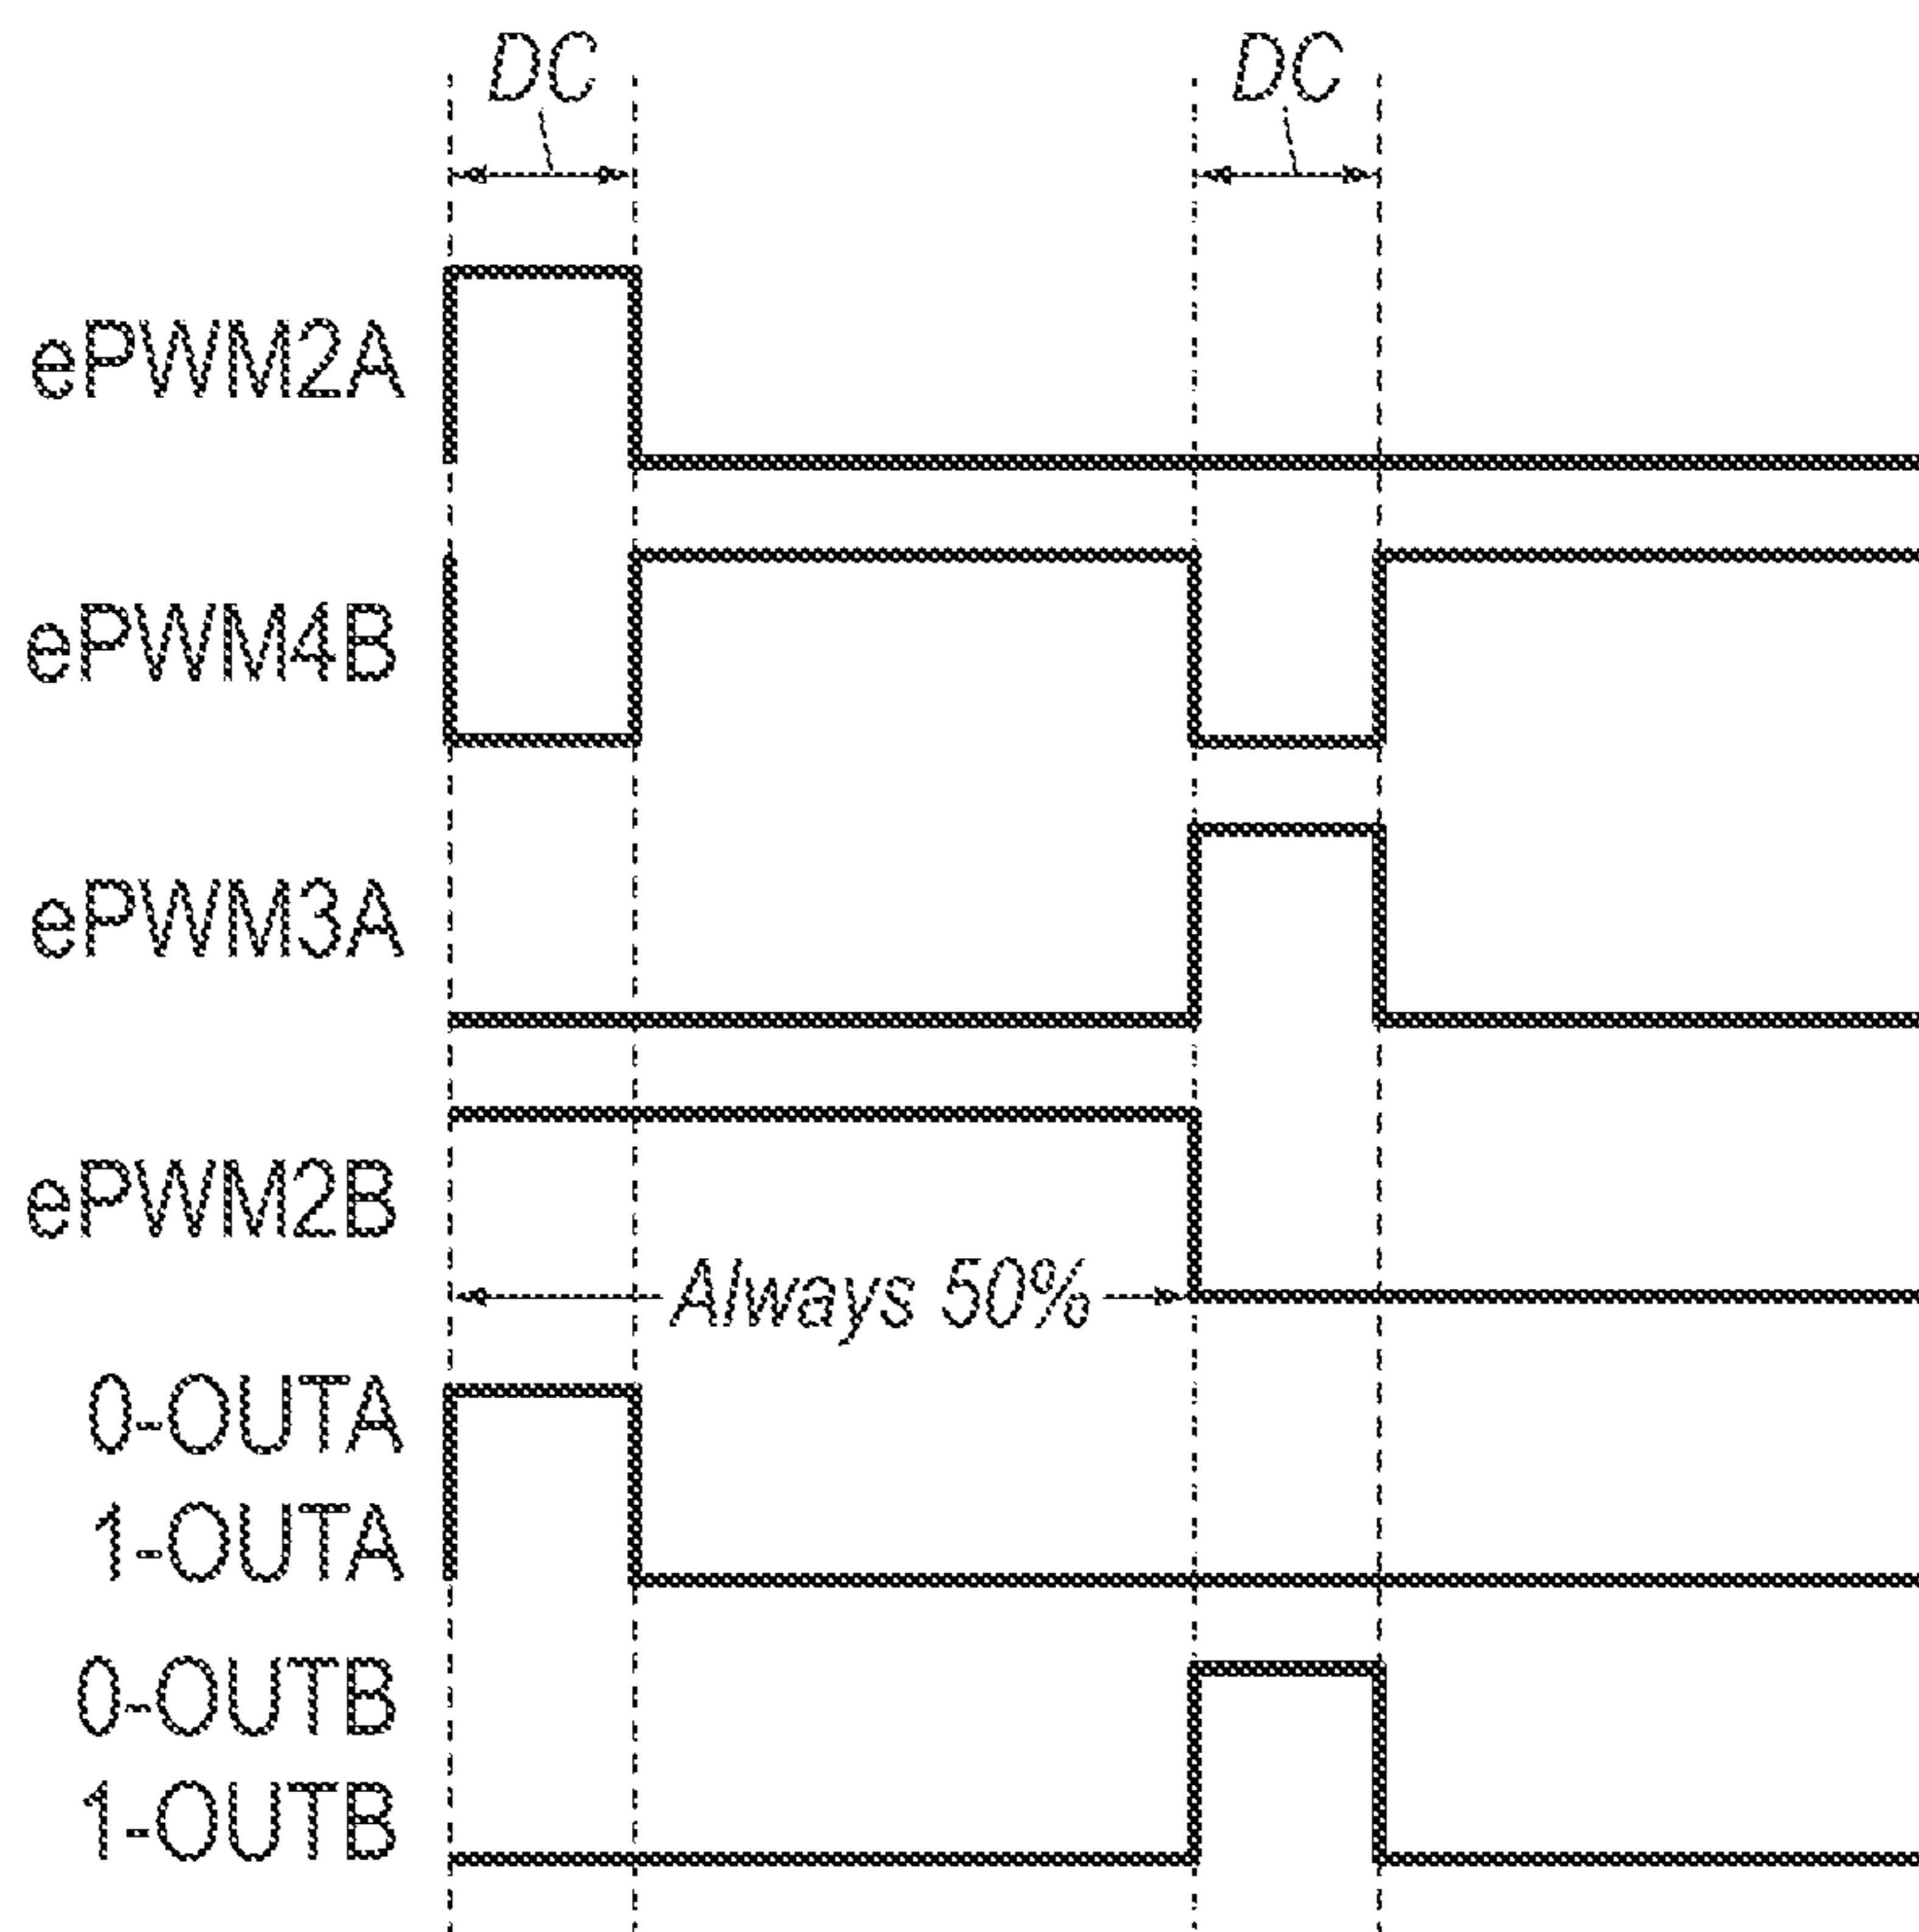 DC DC
ePWM2A
ePWM4B
ePWM3A
ePWM2B
Always 50%
0-OUTA
1-OUTA
0-OUTB
1-OUTB